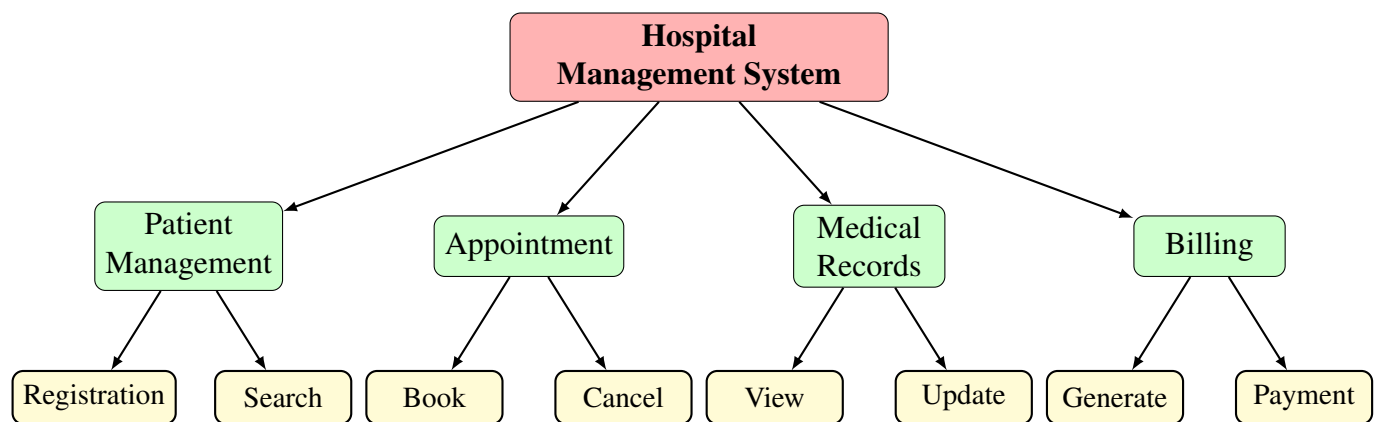 Hospital
Management System
Patient
Management
Appointment
Medical
Records
Billing
Registration
Search
Book
Cancel
View
Update
Generate
Payment